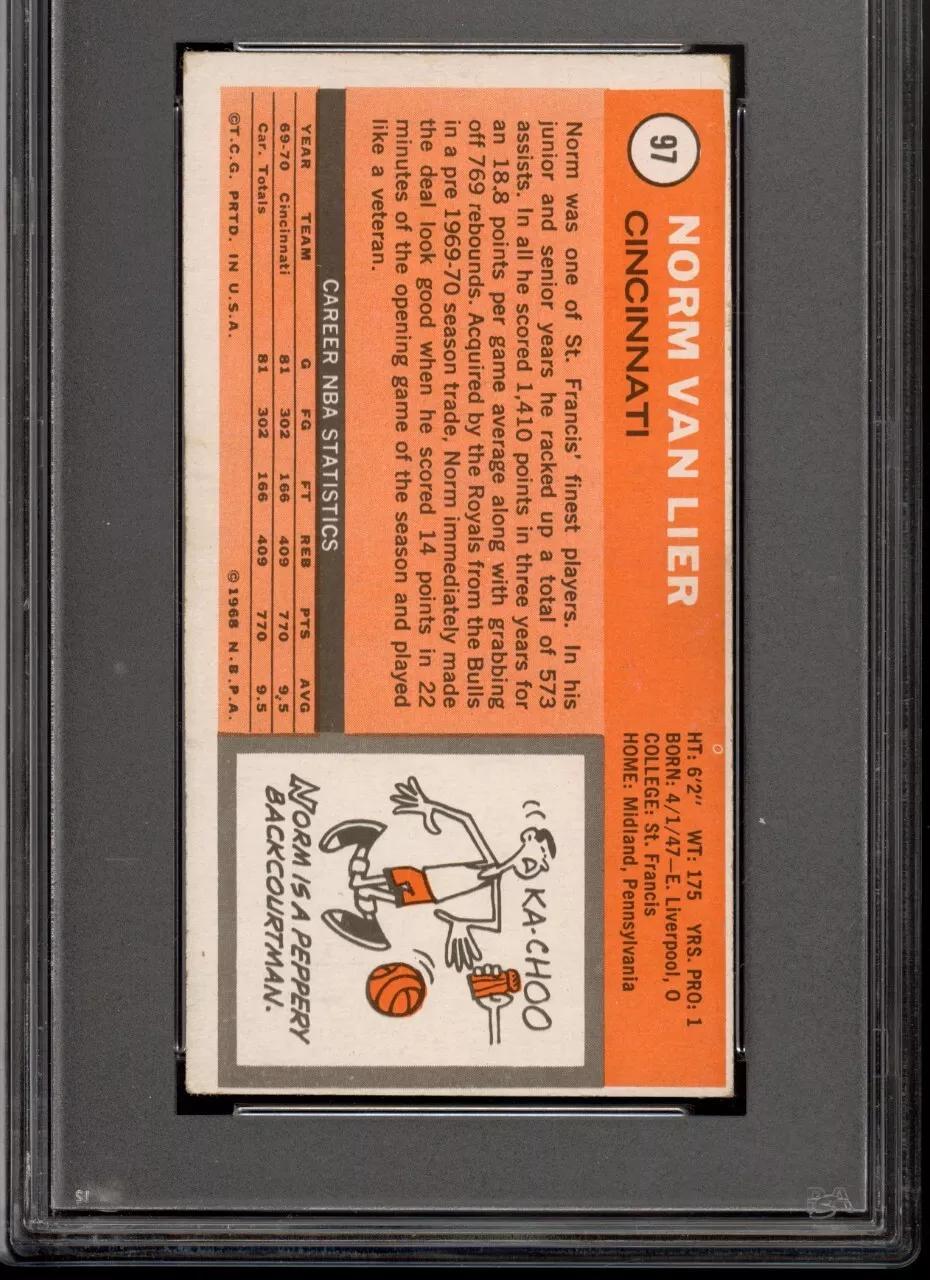 97
NORM VAN LIER
CINCINNATI
HT: 6'2" WT: 175 YRS. PRO: 1
BORN: 4/1/47—E. Liverpool, O
COLLEGE: St. Francis
HOME: Midland, Pennsylvania
Norm was one of St. Francis' finest players. In his
junior and senior years he racked up a total of 573
assists. In all he scored 1,410 points in three years for
an 18.8 points per game average along with grabbing
off 769 rebounds. Acquired by the Royals from the Bulls
in a pre 1969-70 season trade, Norm immediately made
the deal look good when he scored 14 points in 22
minutes of the opening game of the season and played
like a veteran.
CAREER NBA STATISTICS
YEAR TEAM G FG FT REB PTS AVG
69-70 Cincinnati 81 302 166 409 770 9.5
Car. Totals 81 302 166 409 770 9.5
©T.C.G. PRTD. IN U.S.A. ©1968 N.B.P.A.
KA-CHOO
NORM IS A PEPPERY
BACKCOURTMAN.
PSA